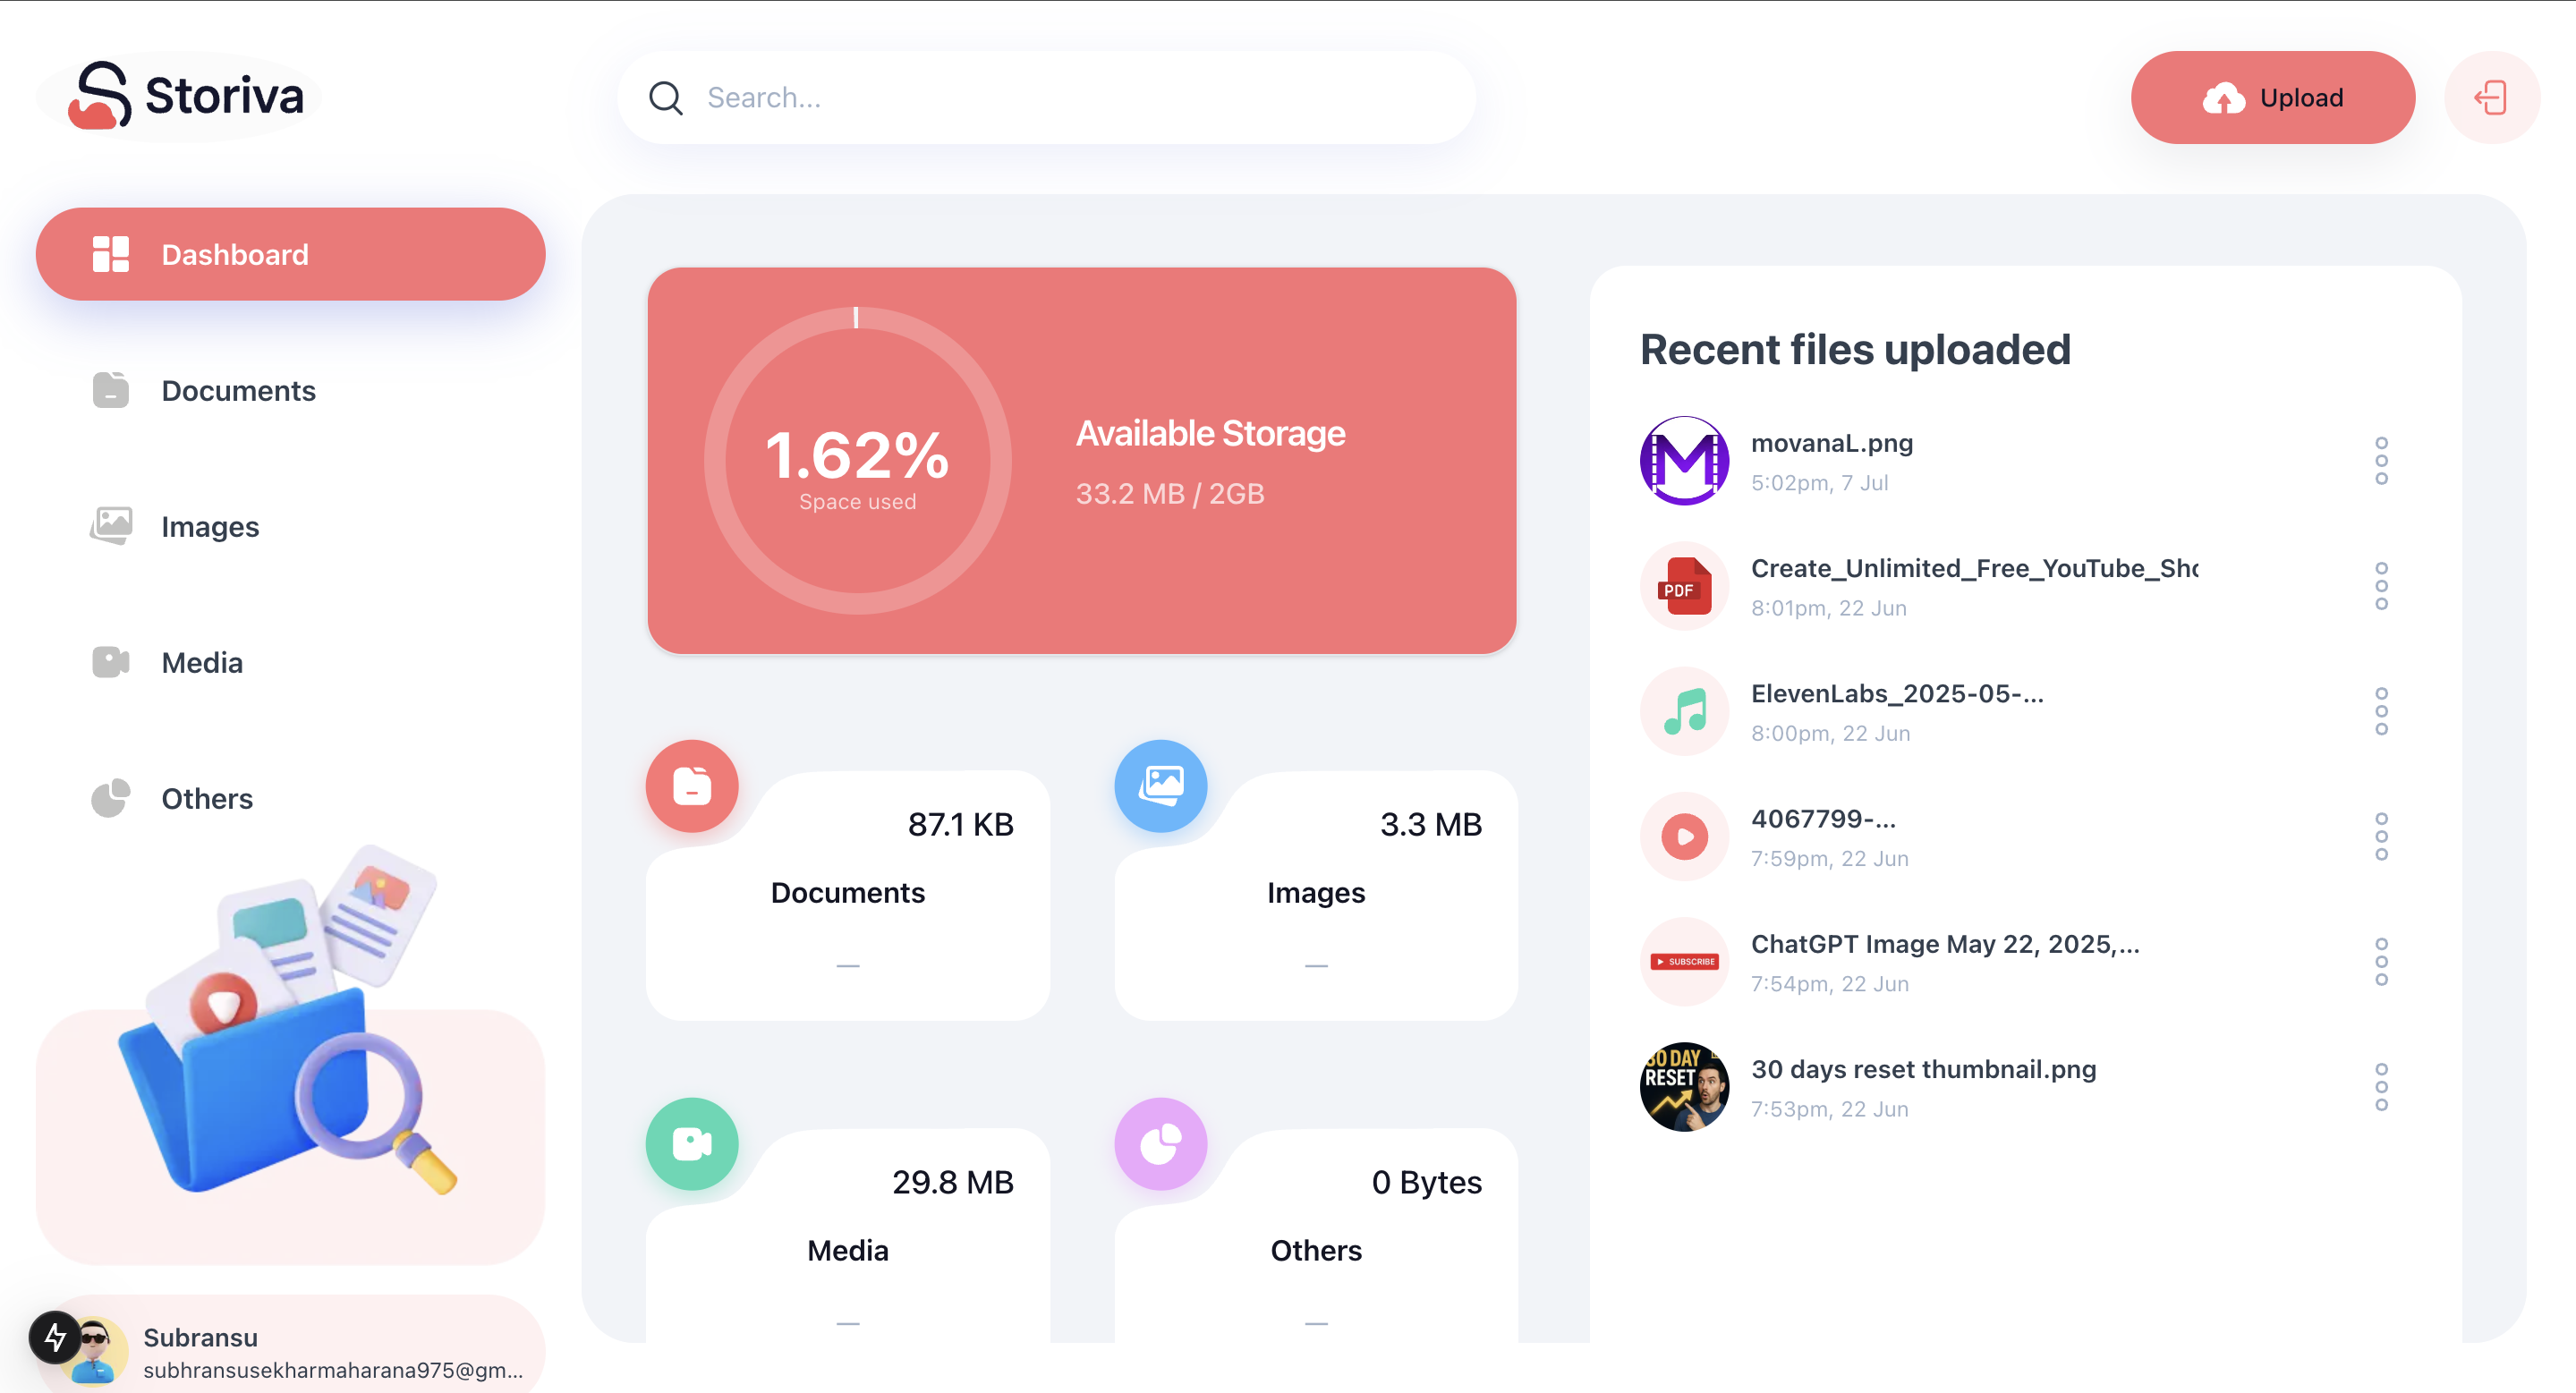 Storiva
Search...
Upload
Dashboard
Documents
Images
Media
Others
Subransu
subhransusekharmaharana975@gm...
1.62%
Space used
Available Storage
33.2 MB / 2GB
87.1 KB
Documents
—
3.3 MB
Images
—
29.8 MB
Media
—
0 Bytes
Others
—
Recent files uploaded
M
movanaL.png
5:02pm, 7 Jul
PDF
Create_Unlimited_Free_YouTube_Sho
8:01pm, 22 Jun
ElevenLabs_2025-05-...
8:00pm, 22 Jun
4067799-...
7:59pm, 22 Jun
SUBSCRIBE
ChatGPT Image May 22, 2025,...
7:54pm, 22 Jun
30 DAY
RESET
30 days reset thumbnail.png
7:53pm, 22 Jun